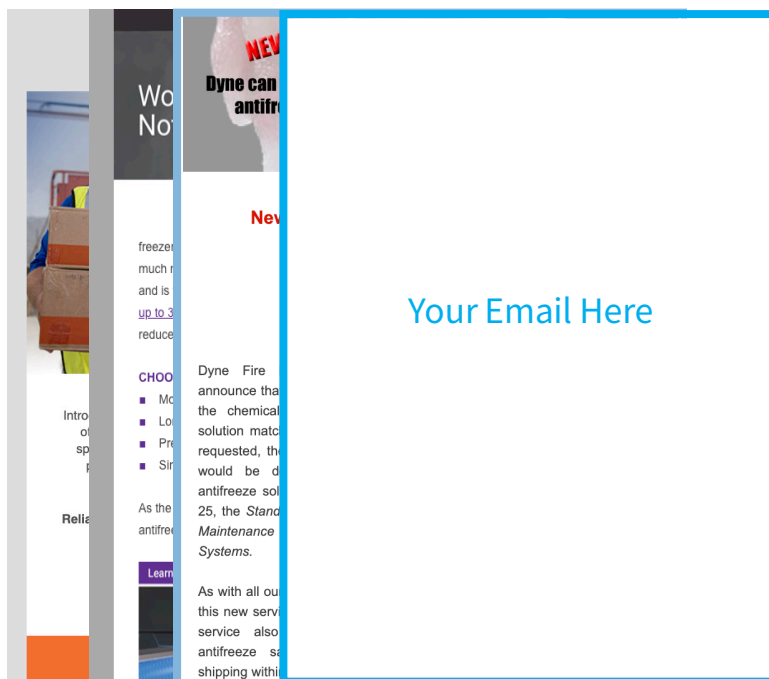 Intro
of
sp
Relia
Wo
No
freezer
much
and is
up to 3
reduce
CHOO
Mo
Lo
Pre
Sir
As the
antifree
Learn
NEW
Dyne can
antifr
New
Dyne Fire
announce tha
the chemical
solution matc
requested, th
would be d
antifreeze sol
25, the Stand
Maintenance
Systems.
As with all ou
this new servi
service also
antifreeze sa
shipping withi
Your Email Here